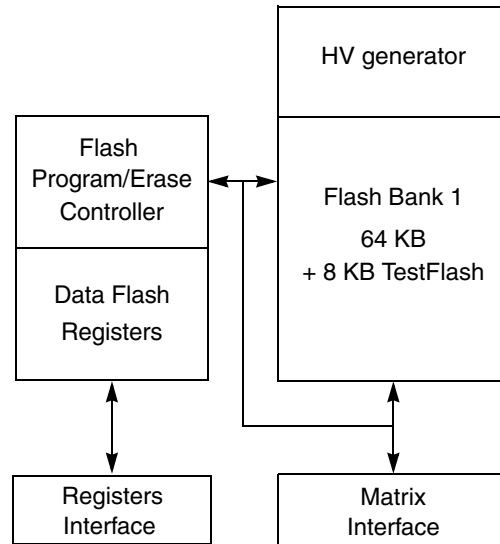 HV generator
Flash
Program/Erase
Controller
Flash Bank 1
64 KB
+ 8 KB TestFlash
Data Flash
Registers
Registers
Interface
Matrix
Interface